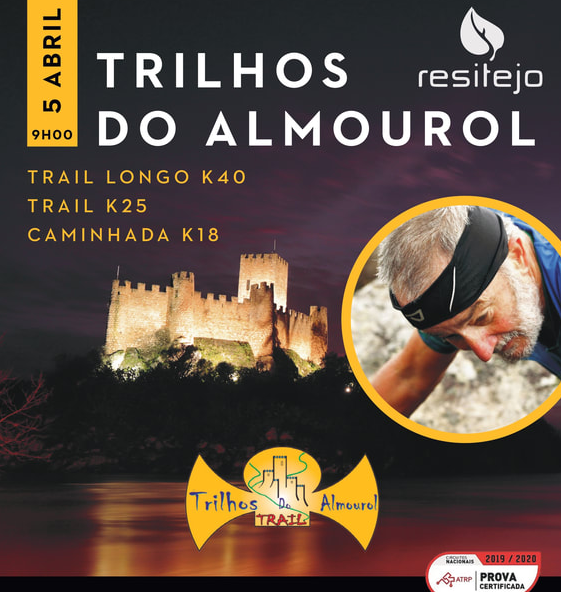 5 ABRIL
9H00
TRILHOS
DO ALMOUROL
resitejo
TRAIL LONGO K40
TRAIL K25
CAMINHADA K18
Trilhos Do Almourol
TRAIL
CIRCUITOS
NACIONAIS 2019 / 2020
ATRP PROVA
CERTIFICADA